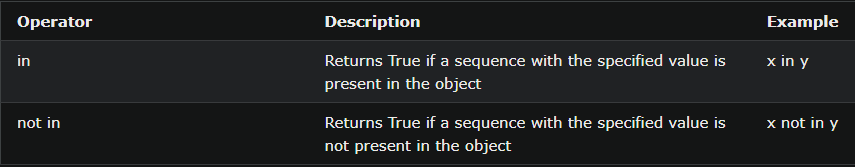 Operator Description Example
in Returns True if a sequence with the specified value is x in y
present in the object
not in Returns True if a sequence with the specified value is x not in y
not present in the object